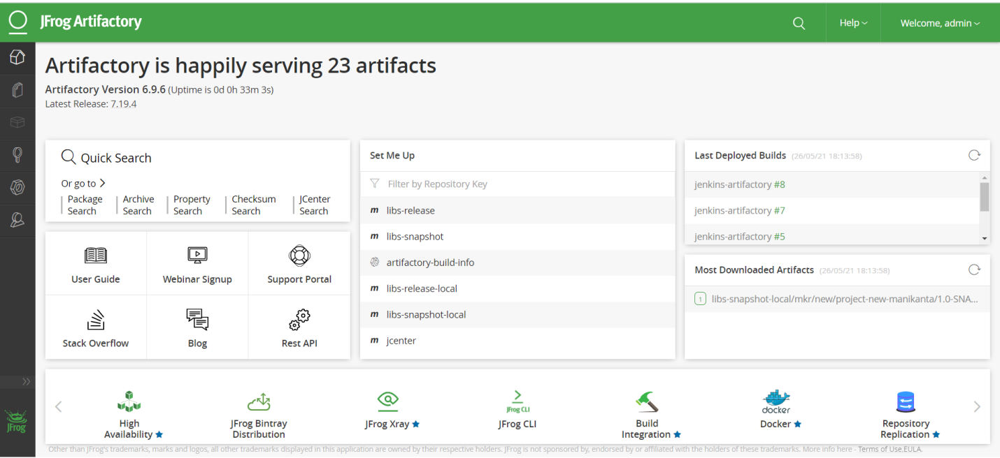 JFrog Artifactory
Help
Welcome, admin
Artifactory is happily serving 23 artifacts
Artifactory Version 6.9.6 (Uptime is 0d 0h 33m 3s)
Latest Release: 7.19.4
Quick Search
Or go to
Package Search
Archive Search
Property Search
Checksum Search
JCenter Search
User Guide
Webinar Signup
Support Portal
Stack Overflow
Blog
Rest API
Set Me Up
Filter by Repository Key
m libs-release
m libs-snapshot
artifactory-build-info
m libs-release-local
m libs-snapshot-local
m jcenter
Last Deployed Builds (26/05/21 18:13:58)
jenkins-artifactory #8
jenkins-artifactory #7
jenkins-artifactory #5
Most Downloaded Artifacts (26/05/21 18:13:58)
1 libs-snapshot-local/mkr/new/project-new-manikanta/1.0-SNA...
High
Availability
JFrog Bintray
Distribution
JFrog Xray
JFrog CLI
JFrog CLI
Build
Integration
docker
Docker
Repository
Replication
JFrog
Other than JFrog's trademarks, marks and logos, all other trademarks displayed in this application are owned by their respective holders. JFrog is not sponsored by, endorsed by or affiliated with the holders of these trademarks. More info here - Terms of Use,EULA.